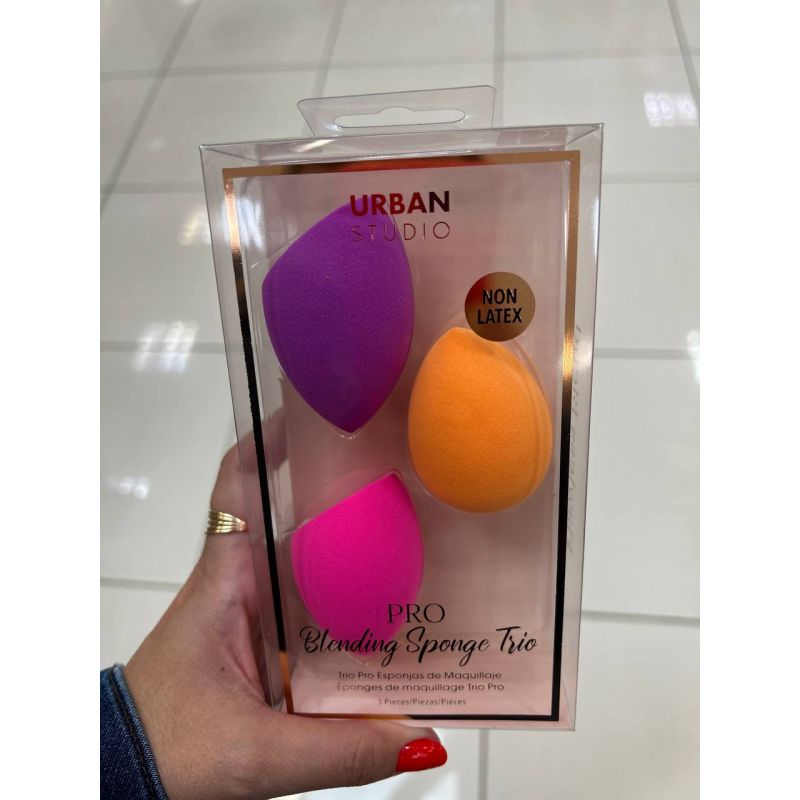 URBAN
STUDIO
NON
LATEX
PRO
Blending Sponge Trio
Trio Pro Esponjas de Maquillaje
Éponges de maquillage Trio Pro
3 Pieces/Piezas/Pieces